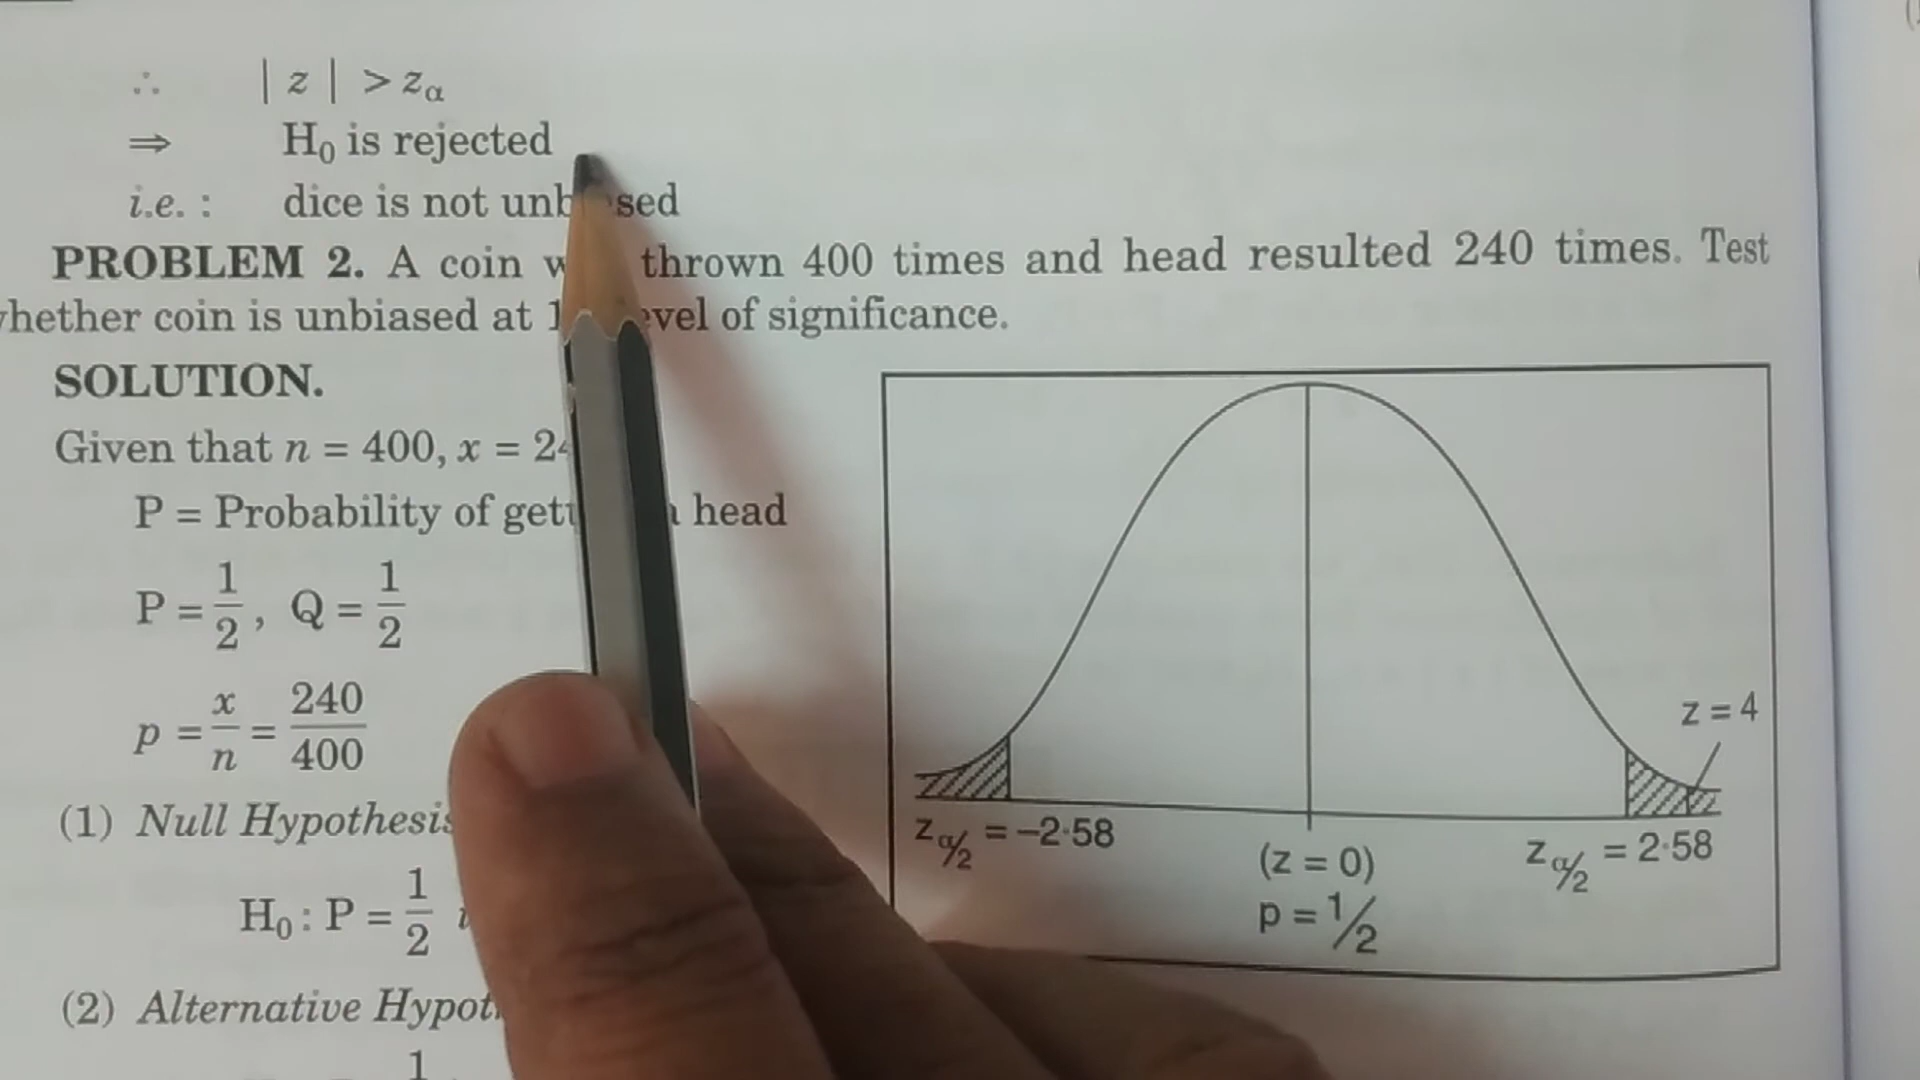 ∴ | z | > zα
⇒ H₀ is rejected
i.e. : dice is not unb sed
PROBLEM 2. A coin w thrown 400 times and head resulted 240 times. Test
hether coin is unbiased at 1 vel of significance.
SOLUTION.
Given that n = 400, x = 2
P = Probability of gett head
P = 1/2 , Q = 1/2
p = x/n = 240/400
(1) Null Hypothesis
H₀ : P = 1/2
(2) Alternative Hypot
1
z = 4
zα/2 = –2·58
(z = 0)
zα/2 = 2·58
p = 1/2